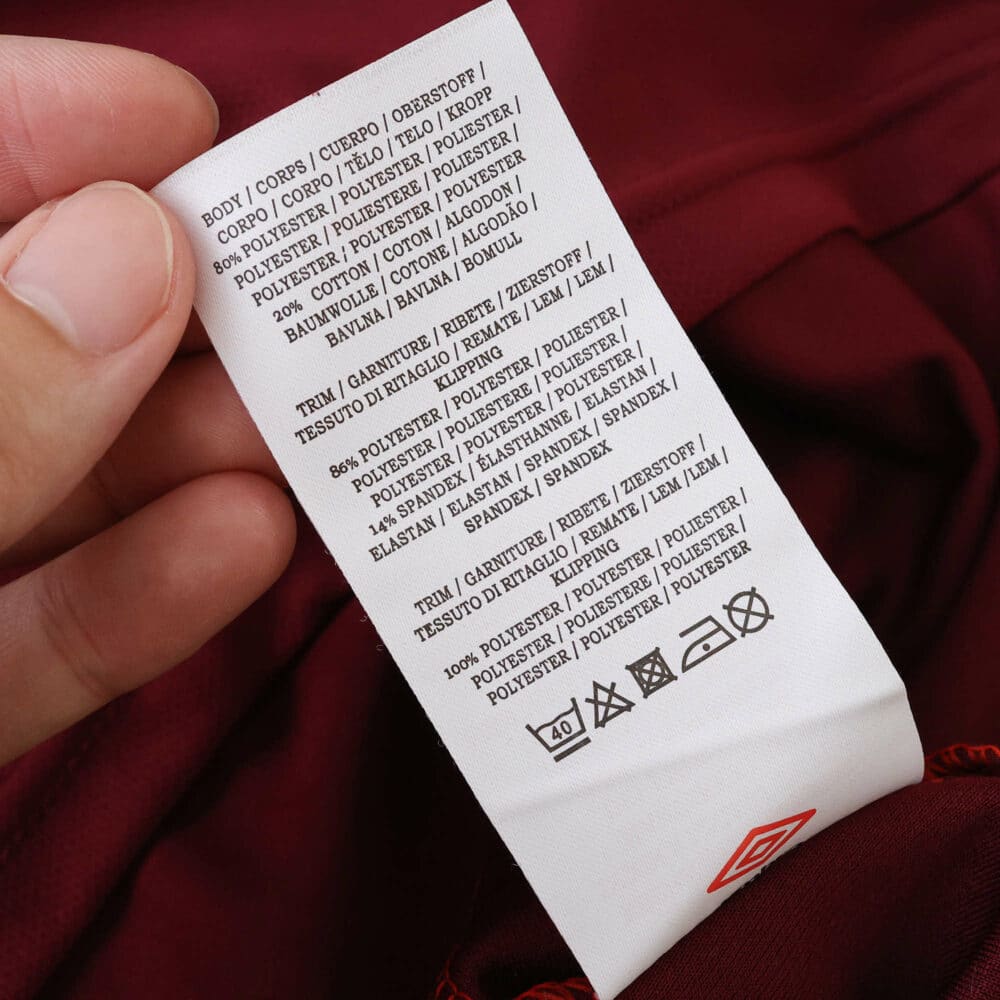 BODY / CORPS / CUERPO / OBERSTOFF /
CORPO / CORPO / TĚLO / TELO / KROPP
80% POLYESTER / POLYESTER / POLIESTER /
POLYESTER / POLIESTERE / POLIESTER /
POLYESTER / POLYESTER / POLYESTER
20% COTTON / COTON / ALGODON /
BAUMWOLLE / COTONE / ALGODÃO /
BAVLNA / BAVLNA / BOMULL
TRIM / GARNITURE / RIBETE / ZIERSTOFF /
TESSUTO DI RITAGLIO / REMATE / LEM / LEM /
KLIPPING
86% POLYESTER / POLYESTER / POLIESTER /
POLYESTER / POLIESTERE / POLIESTER /
POLYESTER / POLYESTER / POLYESTER /
14% SPANDEX / ÉLASTHANNE / ELASTAN /
ELASTAN / ELASTAN / SPANDEX / SPANDEX /
SPANDEX / SPANDEX
TRIM / GARNITURE / RIBETE / ZIERSTOFF /
TESSUTO DI RITAGLIO / REMATE / LEM /LEM /
KLIPPING
100% POLYESTER / POLYESTER / POLIESTER /
POLYESTER / POLIESTERE / POLIESTER /
POLYESTER / POLYESTER / POLYESTER
40